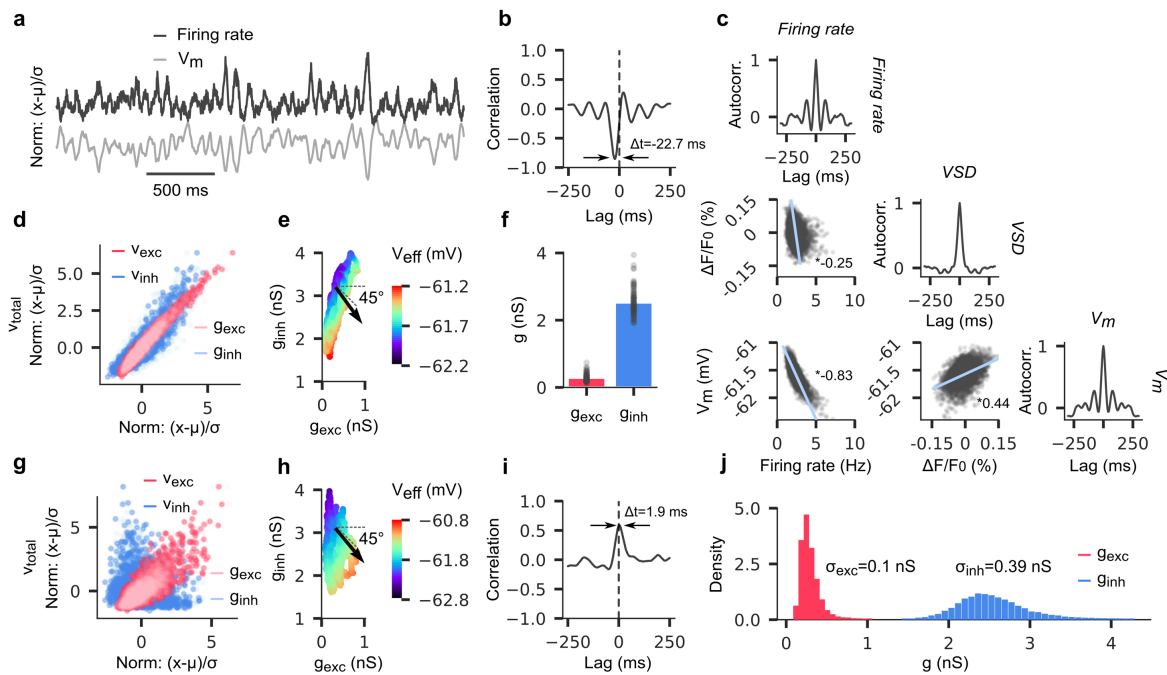 a
Firing rate
Vm
Norm: (x-μ)/σ
500 ms
b
Correlation
1.0
0.5
0.0
−0.5
−1.0
Δt=-22.7 ms
−250
0
250
Lag (ms)
c
Firing rate
Autocorr.
1
0
−250
250
Lag (ms)
Firing rate
ΔF/F0 (%)
0.15
0
-0.15
*-0.25
0
5
10
VSD
Autocorr.
1
0
−250
250
Lag (ms)
VSD
Vm (mV)
−61
−61.5
−62
*-0.83
0
5
10
Firing rate (Hz)
−61
−61.5
−62
*0.44
-0.15
0
0.15
ΔF/F0 (%)
Vm
Autocorr.
1
0
−250
250
Lag (ms)
Vm
d
vtotal
Norm: (x-μ)/σ
5.0
2.5
0.0
vexc
vinh
gexc
ginh
0
5
Norm: (x-μ)/σ
e
ginh (nS)
4
3
2
1
45°
0
1
gexc (nS)
Veff (mV)
−61.2
−61.7
−62.2
f
g (nS)
4
2
0
gexc
ginh
g
vtotal
Norm: (x-μ)/σ
5
0
vexc
vinh
gexc
ginh
0
5
Norm: (x-μ)/σ
h
ginh (nS)
4
3
2
1
45°
0
1
gexc (nS)
Veff (mV)
−60.8
−61.8
−62.8
i
Correlation
1.0
0.5
0.0
−0.5
−1.0
Δt=1.9 ms
−250
0
250
Lag (ms)
j
Density
5.0
2.5
0.0
σexc=0.1 nS
σinh=0.39 nS
gexc
ginh
0
1
2
3
4
g (nS)